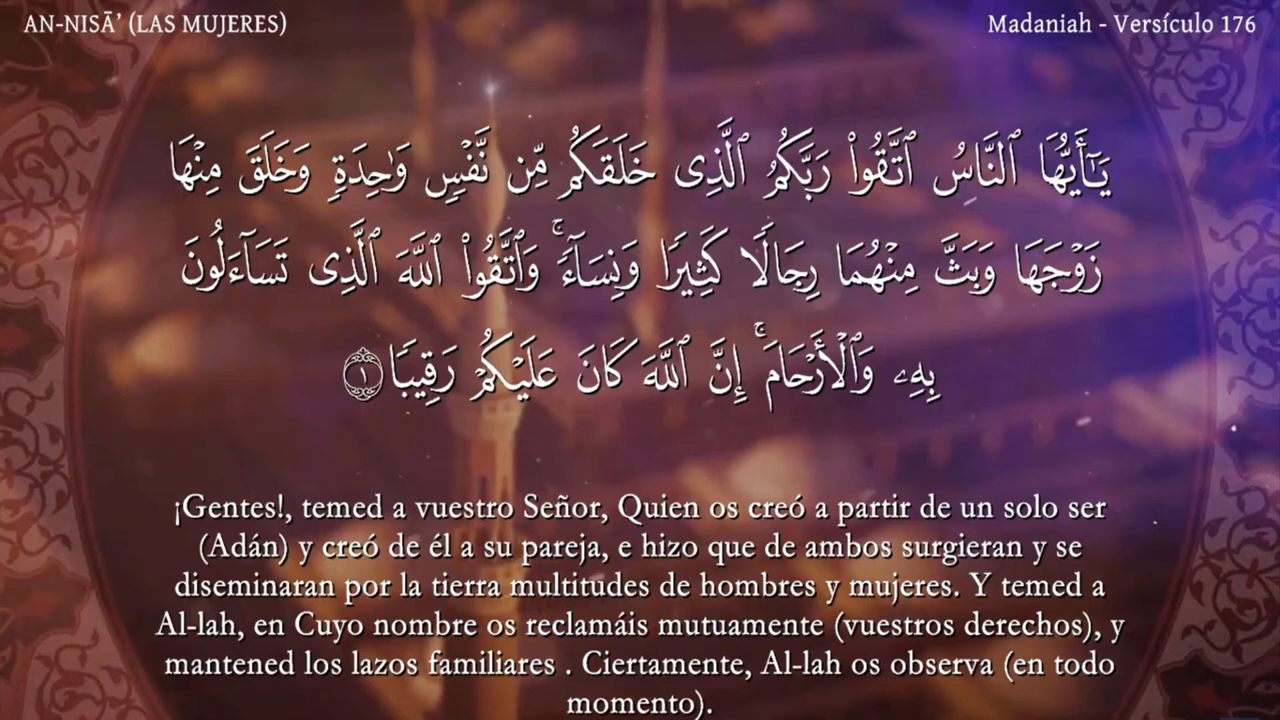 AN-NISĀ’ (LAS MUJERES)
Madaniah - Versículo 176
يَـٰٓأَيُّهَا ٱلنَّاسُ ٱتَّقُوا۟ رَبَّكُمُ ٱلَّذِى خَلَقَكُم مِّن نَّفْسٍ وَٰحِدَةٍ وَخَلَقَ مِنْهَا
زَوْجَهَا وَبَثَّ مِنْهُمَا رِجَالًا كَثِيرًا وَنِسَآءً ۚ وَٱتَّقُوا۟ ٱللَّهَ ٱلَّذِى تَسَآءَلُونَ
بِهِۦ وَٱلْأَرْحَامَ ۚ إِنَّ ٱللَّهَ كَانَ عَلَيْكُمْ رَقِيبًا ١
¡Gentes!, temed a vuestro Señor, Quien os creó a partir de un solo ser
(Adán) y creó de él a su pareja, e hizo que de ambos surgieran y se
diseminaran por la tierra multitudes de hombres y mujeres. Y temed a
Al-lah, en Cuyo nombre os reclamáis mutuamente (vuestros derechos), y
mantened los lazos familiares . Ciertamente, Al-lah os observa (en todo
momento).